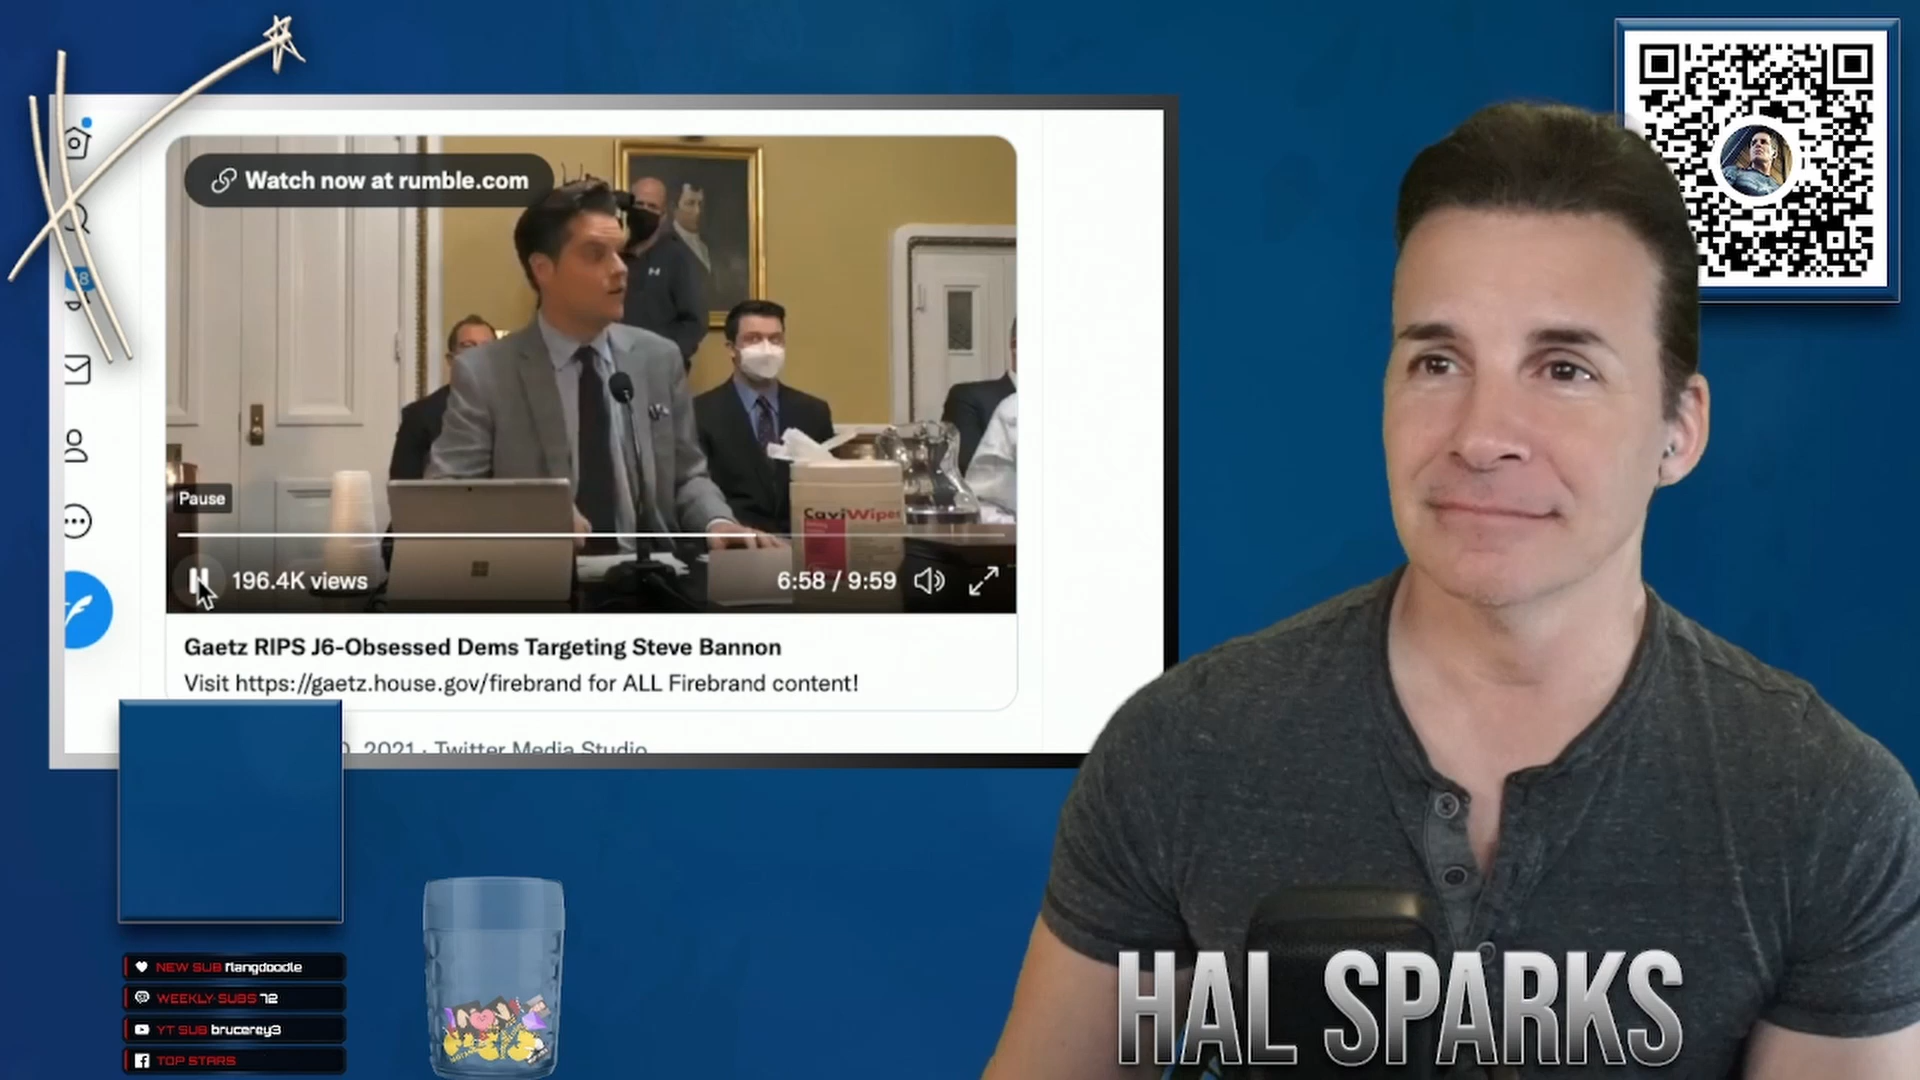 Watch now at rumble.com
Pause
CaviWipes
196.4K views
6:58 / 9:59
Gaetz RIPS J6-Obsessed Dems Targeting Steve Bannon
Visit https://gaetz.house.gov/firebrand for ALL Firebrand content!
, 2021 · Twitter Media Studio
NEW SUB flangdoodle
WEEKLY SUBS 72
YT SUB brucerey3
TOP STARS
HAL SPARKS